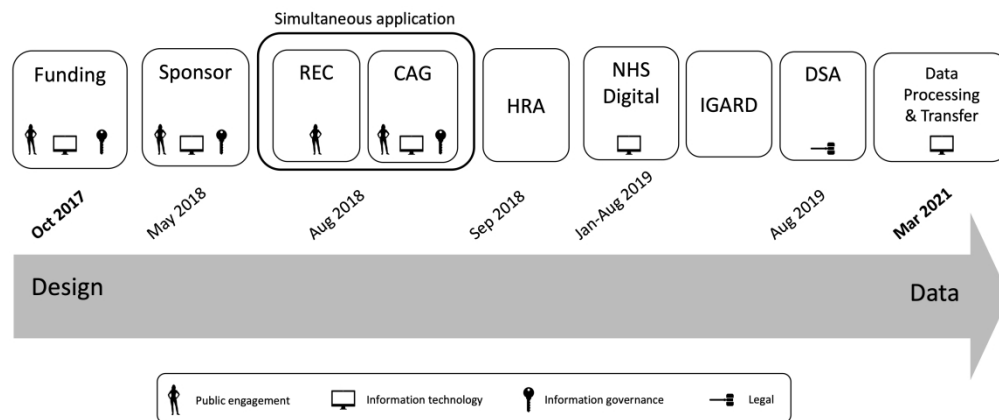 Simultaneous application
Funding
Sponsor
REC
CAG
HRA
NHS
Digital
IGARD
DSA
Data
Processing
& Transfer
Oct 2017
May 2018
Aug 2018
Sep 2018
Jan-Aug 2019
Aug 2019
Mar 2021
Design
Data
Public engagement
Information technology
Information governance
Legal